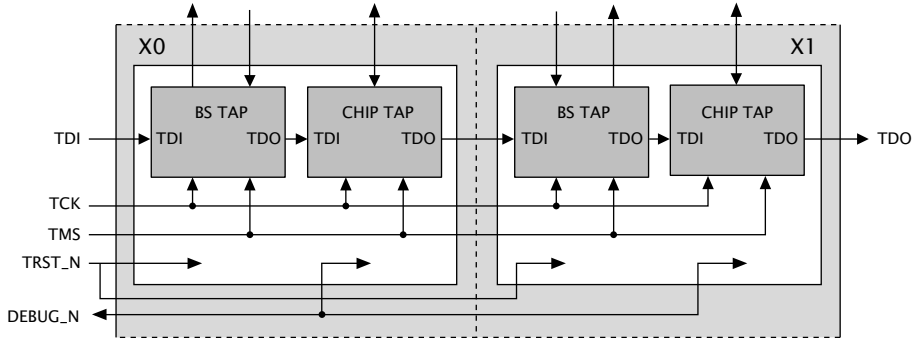 X0 X1
BS TAP CHIP TAP BS TAP CHIP TAP
TDI TDI TDO TDI TDO TDI TDO TDI TDO TDO
TCK
TMS
TRST_N
DEBUG_N